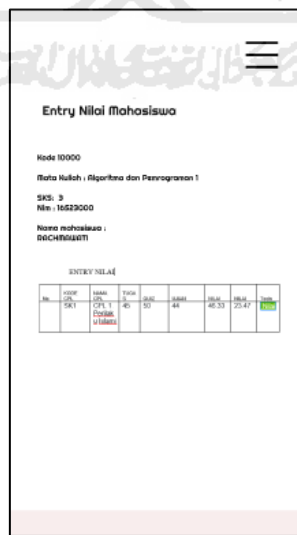 Entry Nilai Mahasiswa
Kode 10000
Mata Kuliah : Algoritma dan Pemrograman 1
SKS: 3
Nim : 16523000
Nama mahasiswa :
RACHMAWATI
ENTRY NILAI
No KODE CPL NAMA CPL TUGAS QUIZ UJIAN NILAI NILAI
SK1 CPL 1 Perilaku Islami 45 50 44 46.33 23.47